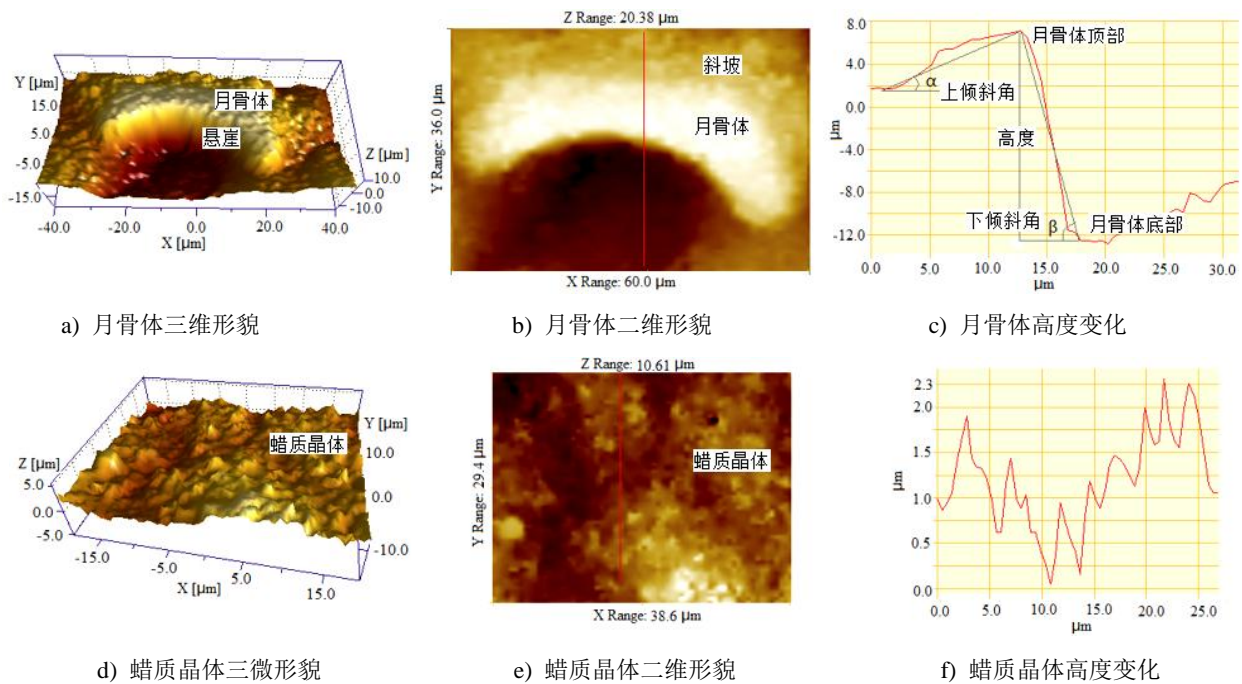 Y [μm]
15.0
5.0
-5.0
-15.0
月骨体
悬崖
Z [μm]
10.0
0.0
-10.0
-40.0
-20.0
0.0
20.0
40.0
X [μm]
a) 月骨体三维形貌
Z Range: 20.38 μm
Y Range: 36.0 μm
斜坡
月骨体
X Range: 60.0 μm
b) 月骨体二维形貌
8.0
4.0
0.0
-4.0
-8.0
-12.0
μm
月骨体顶部
α
上倾斜角
高度
下倾斜角
β
月骨体底部
0.0
5.0
10.0
15.0
20.0
25.0
30.0
μm
c) 月骨体高度变化
Z [μm]
5.0
0.0
-5.0
蜡质晶体
Y [μm]
10.0
0.0
-10.0
-15.0
-5.0
5.0
15.0
X [μm]
d) 蜡质晶体三微形貌
Z Range: 10.61 μm
Y Range: 29.4 μm
蜡质晶体
X Range: 38.6 μm
e) 蜡质晶体二维形貌
2.3
2.0
1.5
1.0
0.5
0.0
μm
0.0
5.0
10.0
15.0
20.0
25.0
μm
f) 蜡质晶体高度变化